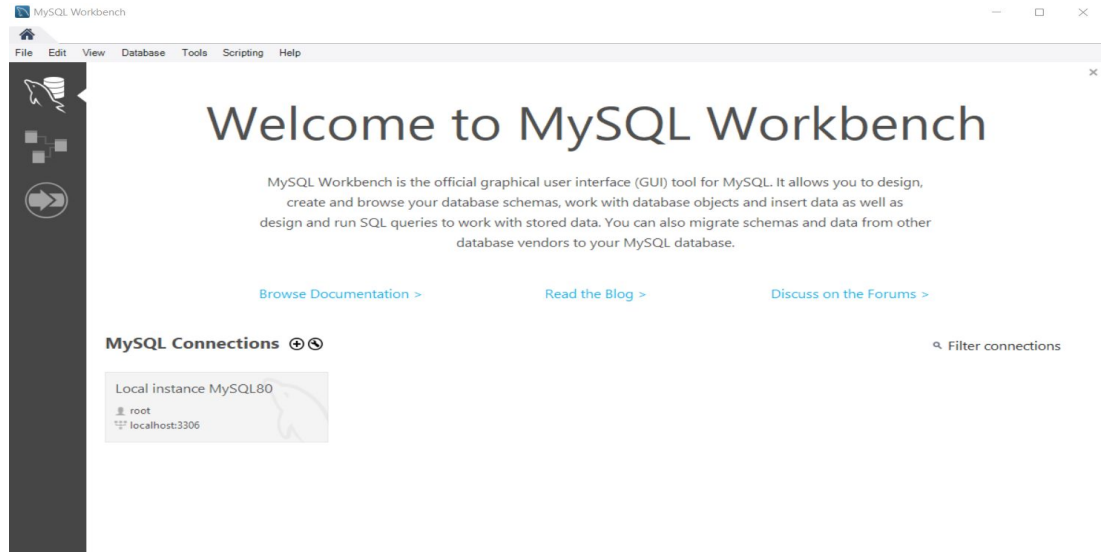 MySQL Workbench
File Edit View Database Tools Scripting Help
Welcome to MySQL Workbench
MySQL Workbench is the official graphical user interface (GUI) tool for MySQL. It allows you to design,
create and browse your database schemas, work with database objects and insert data as well as
design and run SQL queries to work with stored data. You can also migrate schemas and data from other
database vendors to your MySQL database.
Browse Documentation > Read the Blog > Discuss on the Forums >
MySQL Connections Filter connections
Local instance MySQL80
root
localhost:3306